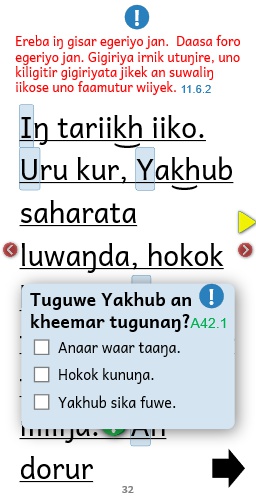 Ereba iŋ gisar egeriyo jan. Daasa foro
egeriyo jan. Gigiriya irnik utuŋire, uno
kiligitir gigiriyata jikek an suwaliŋ
iikose uno faamutur wiiyek. 11.6.2
Iŋ tariikh iiko.
Uru kur, Yakhub
saharata
luwaŋda, hokok
Tuguwe Yakhub an
kheemar tugunaŋ? A42.1
Anaar waar taaŋa.
Hokok kunuŋa.
Yakhub sika fuwe.
An
dorur
32